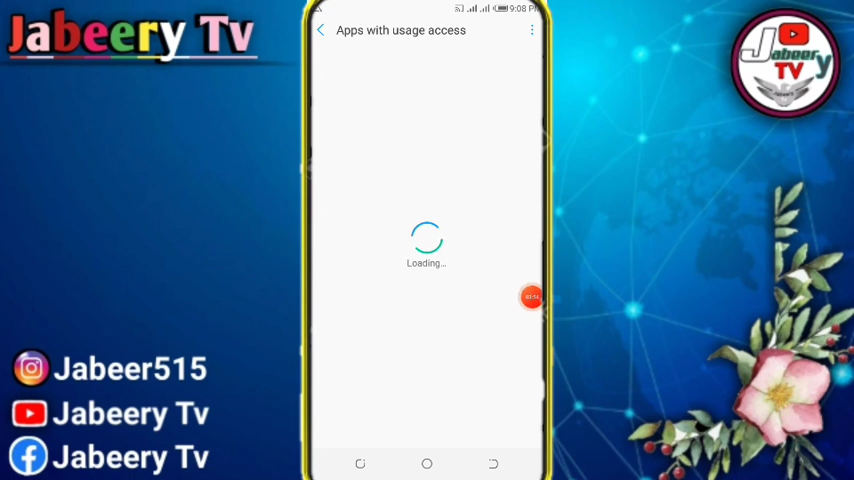 Jabeery Tv
9:08 PM
Apps with usage access
Loading...
Jabeery
TV
Jabeer515
Jabeery Tv
Jabeery Tv